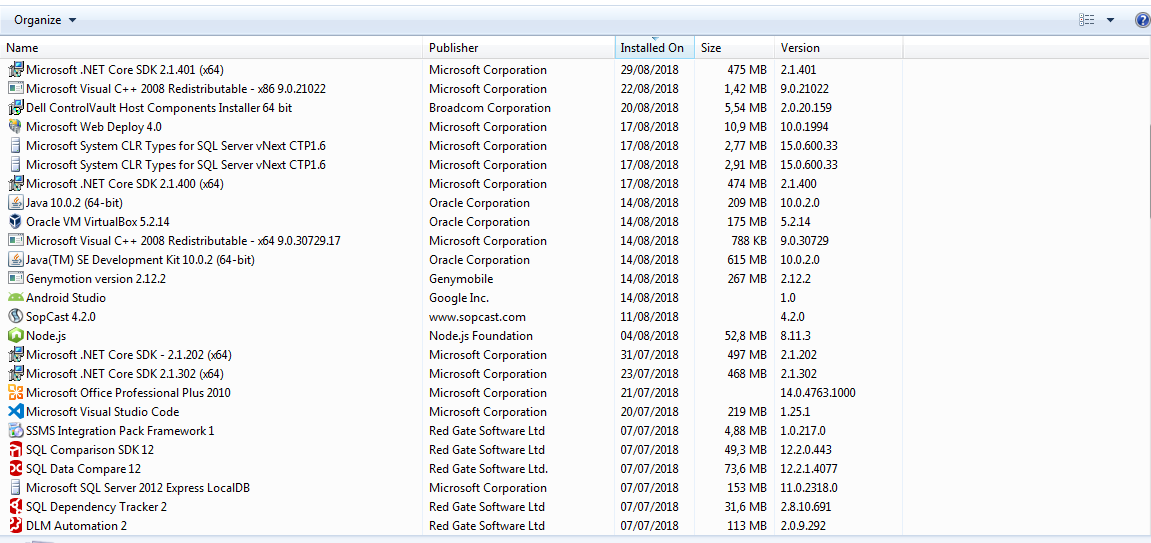 Organize
Name Publisher Installed On Size Version
Microsoft .NET Core SDK 2.1.401 (x64) Microsoft Corporation 29/08/2018 475 MB 2.1.401
Microsoft Visual C++ 2008 Redistributable - x86 9.0.21022 Microsoft Corporation 22/08/2018 1,42 MB 9.0.21022
Dell ControlVault Host Components Installer 64 bit Broadcom Corporation 20/08/2018 5,54 MB 2.0.20.159
Microsoft Web Deploy 4.0 Microsoft Corporation 17/08/2018 10,9 MB 10.0.1994
Microsoft System CLR Types for SQL Server vNext CTP1.6 Microsoft Corporation 17/08/2018 2,77 MB 15.0.600.33
Microsoft System CLR Types for SQL Server vNext CTP1.6 Microsoft Corporation 17/08/2018 2,91 MB 15.0.600.33
Microsoft .NET Core SDK 2.1.400 (x64) Microsoft Corporation 17/08/2018 474 MB 2.1.400
Java 10.0.2 (64-bit) Oracle Corporation 14/08/2018 209 MB 10.0.2.0
Oracle VM VirtualBox 5.2.14 Oracle Corporation 14/08/2018 175 MB 5.2.14
Microsoft Visual C++ 2008 Redistributable - x64 9.0.30729.17 Microsoft Corporation 14/08/2018 788 KB 9.0.30729
Java(TM) SE Development Kit 10.0.2 (64-bit) Oracle Corporation 14/08/2018 615 MB 10.0.2.0
Genymotion version 2.12.2 Genymobile 14/08/2018 267 MB 2.12.2
Android Studio Google Inc. 14/08/2018 1.0
SopCast 4.2.0 www.sopcast.com 11/08/2018 4.2.0
Node.js Node.js Foundation 04/08/2018 52,8 MB 8.11.3
Microsoft .NET Core SDK - 2.1.202 (x64) Microsoft Corporation 31/07/2018 497 MB 2.1.202
Microsoft .NET Core SDK 2.1.302 (x64) Microsoft Corporation 23/07/2018 468 MB 2.1.302
Microsoft Office Professional Plus 2010 Microsoft Corporation 21/07/2018 14.0.4763.1000
Microsoft Visual Studio Code Microsoft Corporation 20/07/2018 219 MB 1.25.1
SSMS Integration Pack Framework 1 Red Gate Software Ltd 07/07/2018 4,88 MB 1.0.217.0
SQL Comparison SDK 12 Red Gate Software Ltd 07/07/2018 49,3 MB 12.2.0.443
SQL Data Compare 12 Red Gate Software Ltd. 07/07/2018 73,6 MB 12.2.1.4077
Microsoft SQL Server 2012 Express LocalDB Microsoft Corporation 07/07/2018 153 MB 11.0.2318.0
SQL Dependency Tracker 2 Red Gate Software Ltd 07/07/2018 31,6 MB 2.8.10.691
DLM Automation 2 Red Gate Software Ltd 07/07/2018 113 MB 2.0.9.292